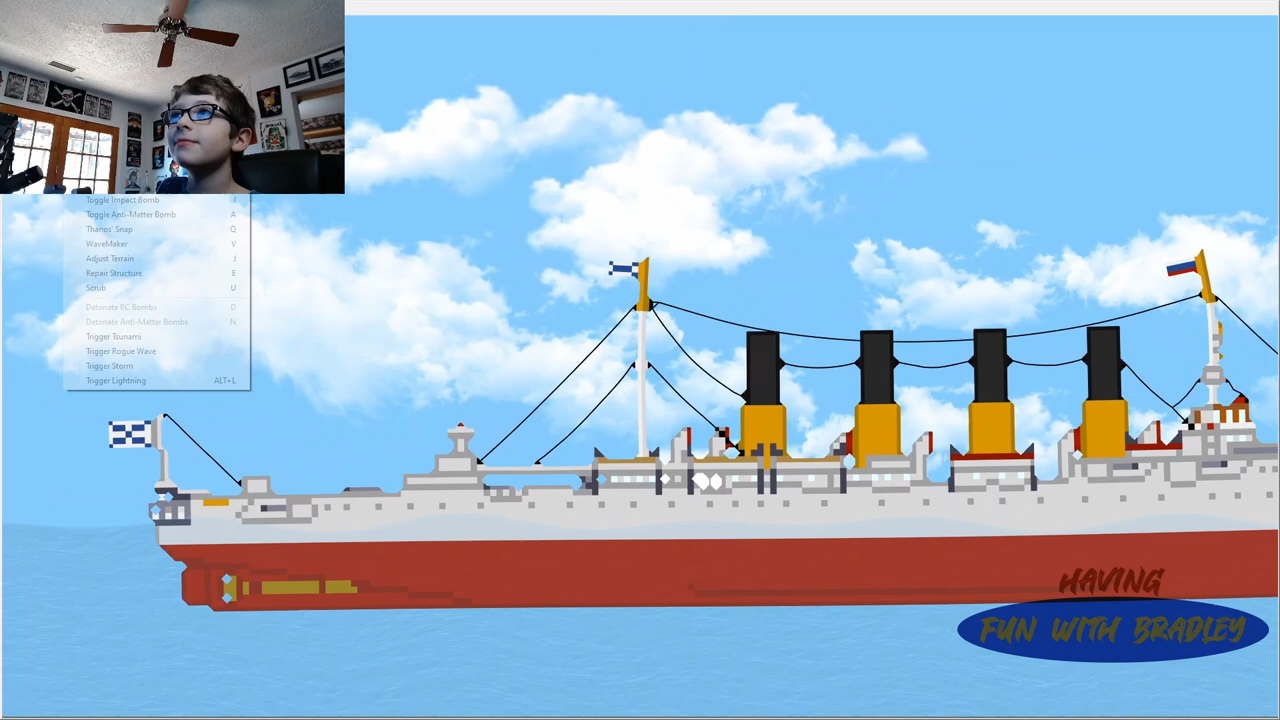 Toggle Impact Bomb I
Toggle Anti-Matter Bomb A
Thanos' Snap Q
WaveMaker V
Adjust Terrain J
Repair Structure E
Scrub U
Detonate RC Bombs D
Detonate Anti-Matter Bombs N
Trigger Tsunami
Trigger Rogue Wave
Trigger Storm
Trigger Lightning ALT+L
HAVING
FUN WITH BRADLEY